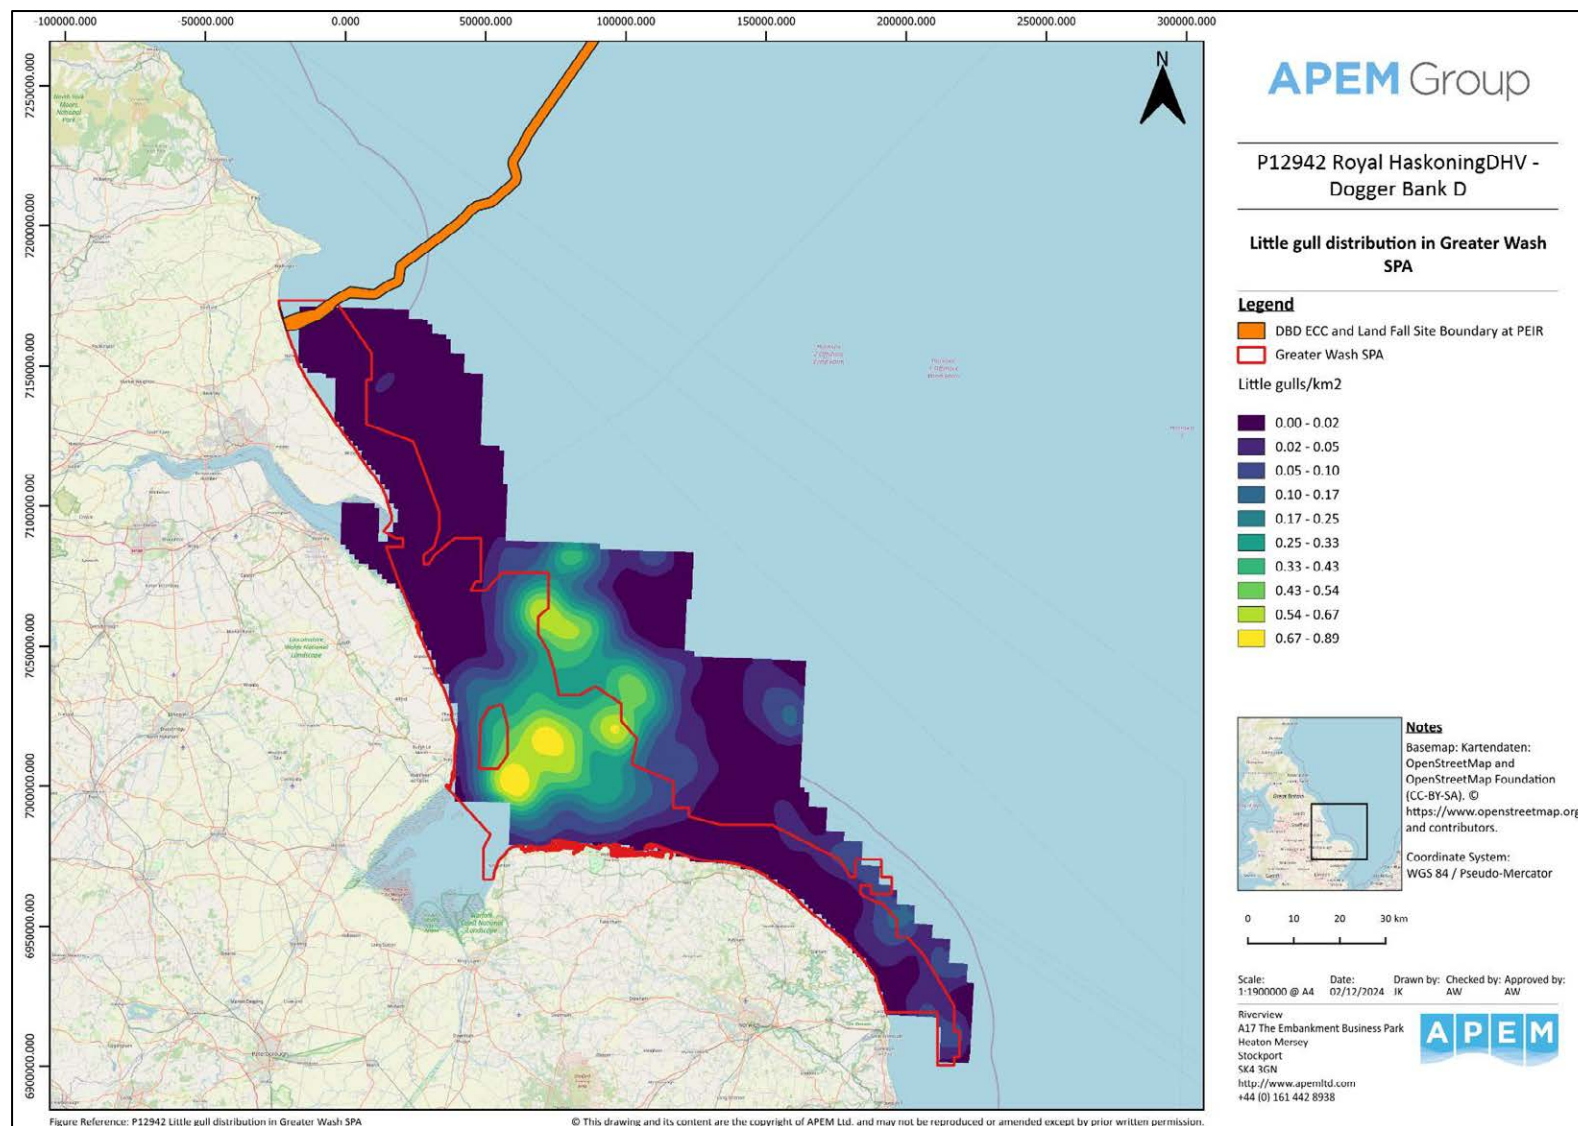 -100000.000 -50000.000 0.000 50000.000 100000.000 150000.000 200000.000 250000.000 300000.000
7250000.000
7200000.000
7150000.000
7100000.000
7050000.000
7000000.000
6950000.000
6900000.000
N
Norwich
Peterborough
APEM Group
P12942 Royal HaskoningDHV -
Dogger Bank D
Little gull distribution in Greater Wash
SPA
Legend
DBD ECC and Land Fall Site Boundary at PEIR
Greater Wash SPA
Little gulls/km2
0.00 - 0.02
0.02 - 0.05
0.05 - 0.10
0.10 - 0.17
0.17 - 0.25
0.25 - 0.33
0.33 - 0.43
0.43 - 0.54
0.54 - 0.67
0.67 - 0.89
Notes
Basemap: Kartendaten:
OpenStreetMap and
OpenStreetMap Foundation
(CC-BY-SA). ©
https://www.openstreetmap.org
and contributors.
Coordinate System:
WGS 84 / Pseudo-Mercator
0 10 20 30 km
Scale: Date: Drawn by: Checked by: Approved by:
1:1900000 @ A4 02/12/2024 JK AW AW
Riverview
A17 The Embankment Business Park
Heaton Mersey
Stockport
SK4 3GN
http://www.apemltd.com
+44 (0) 161 442 8938
APEM
Figure Reference: P12942 Little gull distribution in Greater Wash SPA
© This drawing and its content are the copyright of APEM Ltd. and may not be reproduced or amended except by prior written permission.